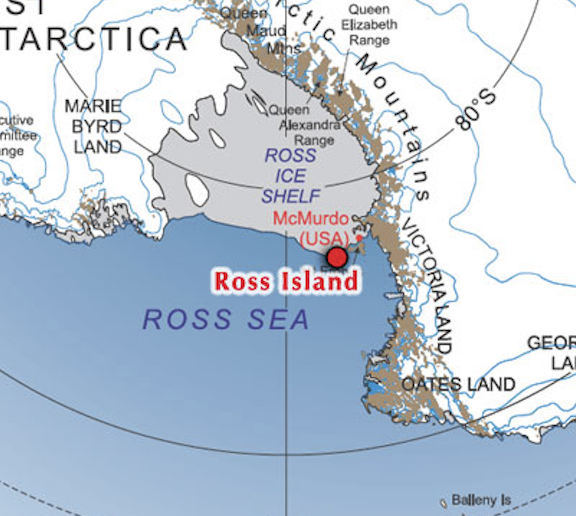 ST
TARCTICA
Queen
Maud
Mtns
Queen
Elizabeth
Range
ctic Mountains
80°S
MARIE
BYRD
LAND
cutive
mittee
nge
Queen
Alexandra
Range
ROSS
ICE
SHELF
McMurdo
(USA)
Ross Island
ROSS SEA
VICTORIA LAND
GEOR
LA
OATES LAND
Balleny Is